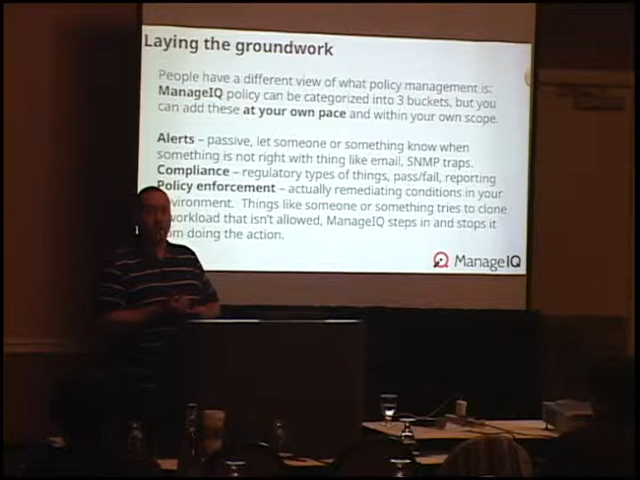 Laying the groundwork
People have a different view of what policy management is:
ManageIQ policy can be categorized into 3 buckets, but you
can add these at your own pace and within your own scope.
Alerts – passive, let someone or something know when
something is not right with thing like email, SNMP traps.
Compliance – regulatory types of things, pass/fail, reporting
Policy enforcement – actually remediating conditions in your
vironment. Things like someone or something tries to clone
workload that isn't allowed, ManageIQ steps in and stops it
om doing the action.
ManageIQ